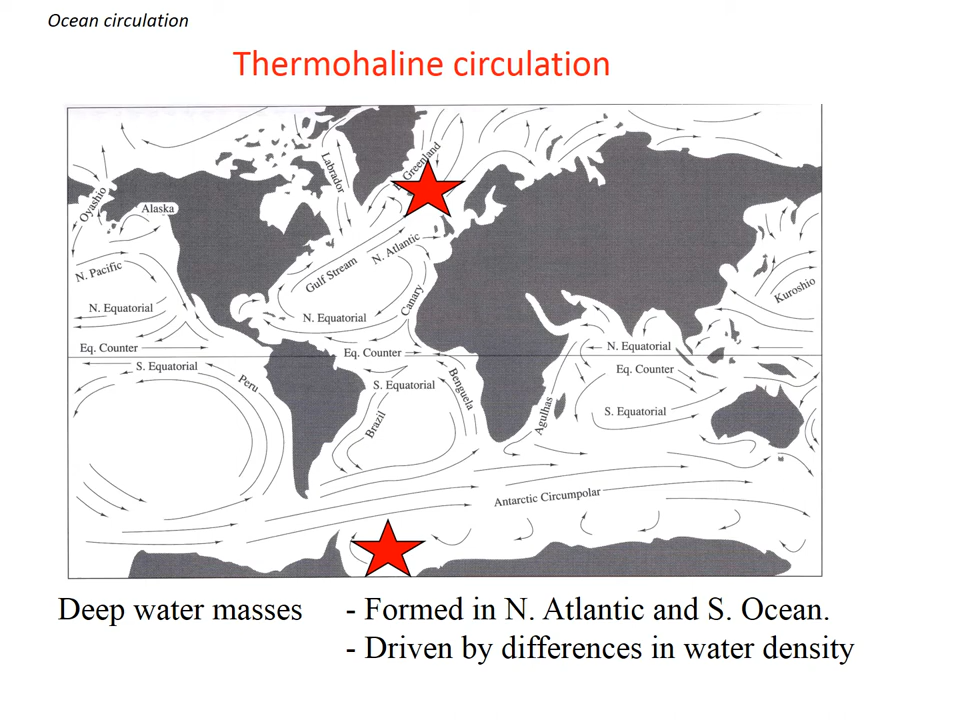 Ocean circulation
Thermohaline circulation
Labrador
Greenland
Oyashio
Alaska
N. Pacific
Gulf Stream
N. Atlantic
Canary
Kuroshio
N. Equatorial
N. Equatorial
Eq. Counter
Eq. Counter
N. Equatorial
S. Equatorial
Peru
S. Equatorial
Benguela
Eq. Counter
Brazil
Agulhas
S. Equatorial
Antarctic Circumpolar
Deep water masses - Formed in N. Atlantic and S. Ocean.
- Driven by differences in water density